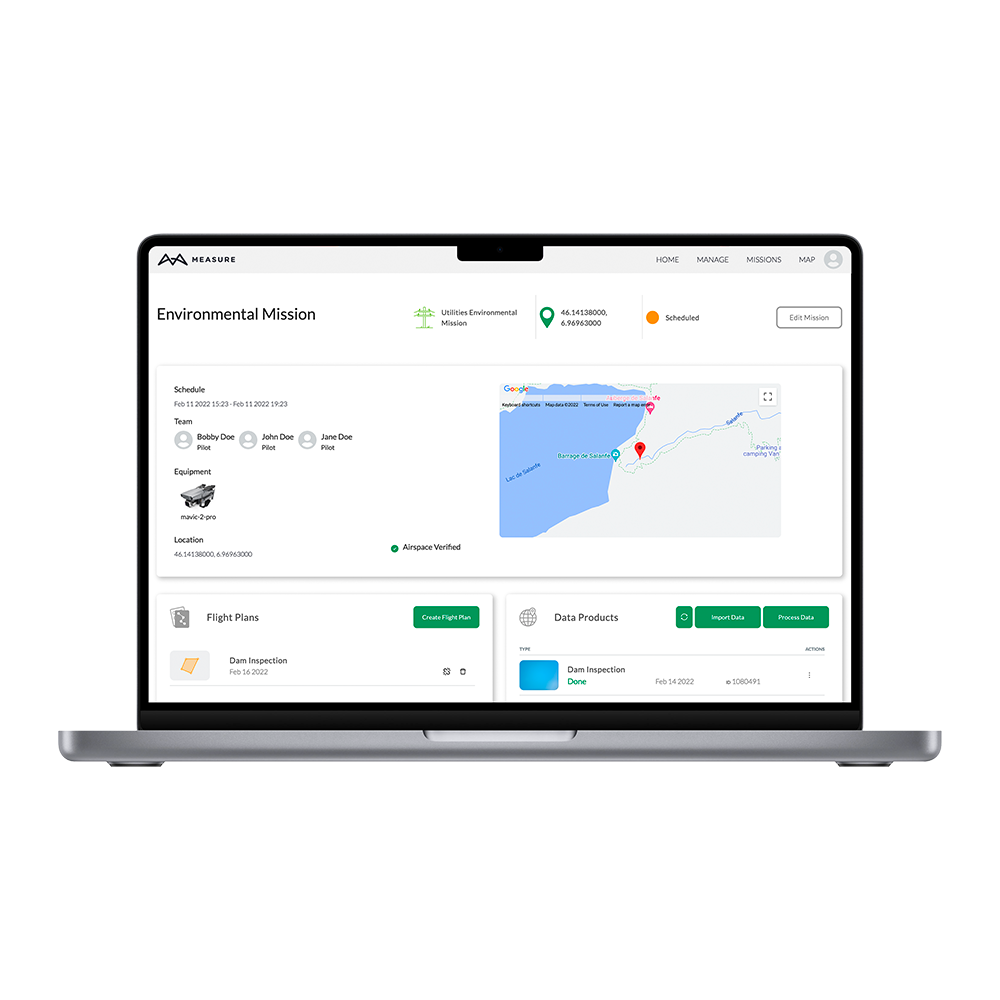 MEASURE
HOME MANAGE MISSIONS MAP
Environmental Mission
Utilities Environmental
Mission
46.14138000,
6.96963000
Scheduled
Edit Mission
Schedule
Feb 11 2022 15:23 - Feb 11 2022 19:23
Team
Bobby Doe
Pilot
John Doe
Pilot
Jane Doe
Pilot
Equipment
mavic-2-pro
Location
46.14138000, 6.96963000
Airspace Verified
Google
Keyboard shortcuts Map data ©2022 Terms of Use Report a map
Salanfe
Barrage de Salanfe
Lac de Salanfe
Parking
camping Van
Flight Plans
Create Flight Plan
Dam Inspection
Feb 16 2022
Data Products
Import Data
Process Data
TYPE ACTIONS
Dam Inspection
Done
Feb 14 2022
ID 1080491